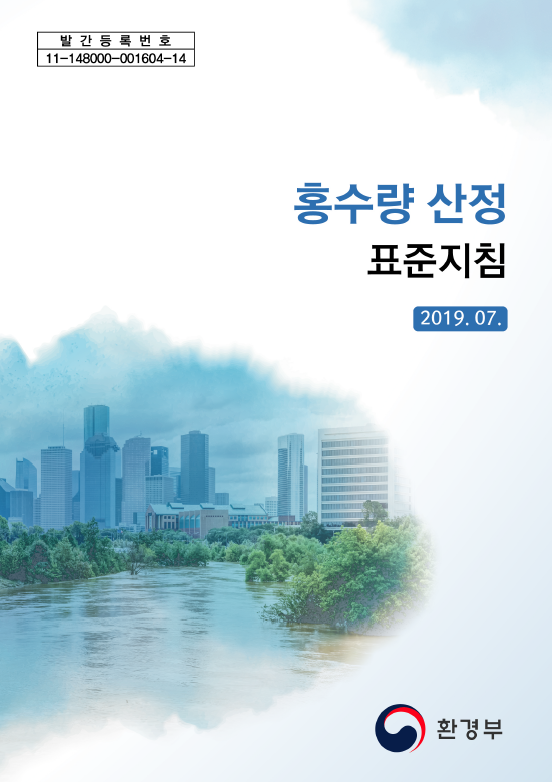 발 간 등 록 번 호
11-148000-001604-14
홍수량 산정
표준지침
2019. 07.
환경부